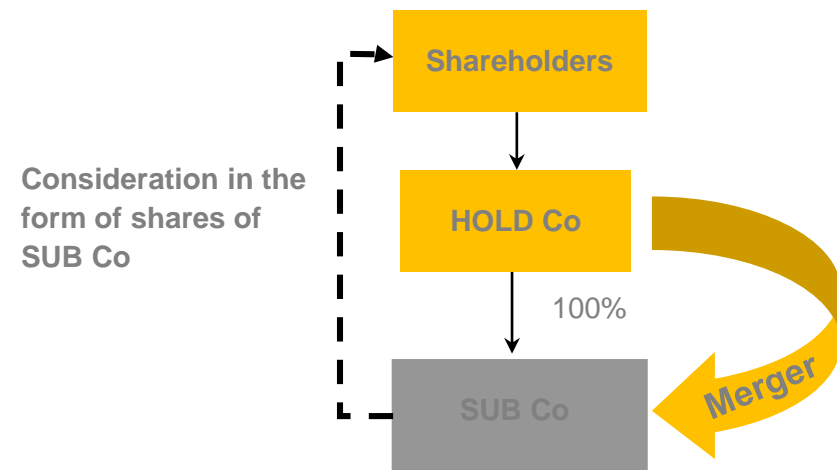 Shareholders
Consideration in the
form of shares of
SUB Co
HOLD Co
100%
Merger
SUB Co